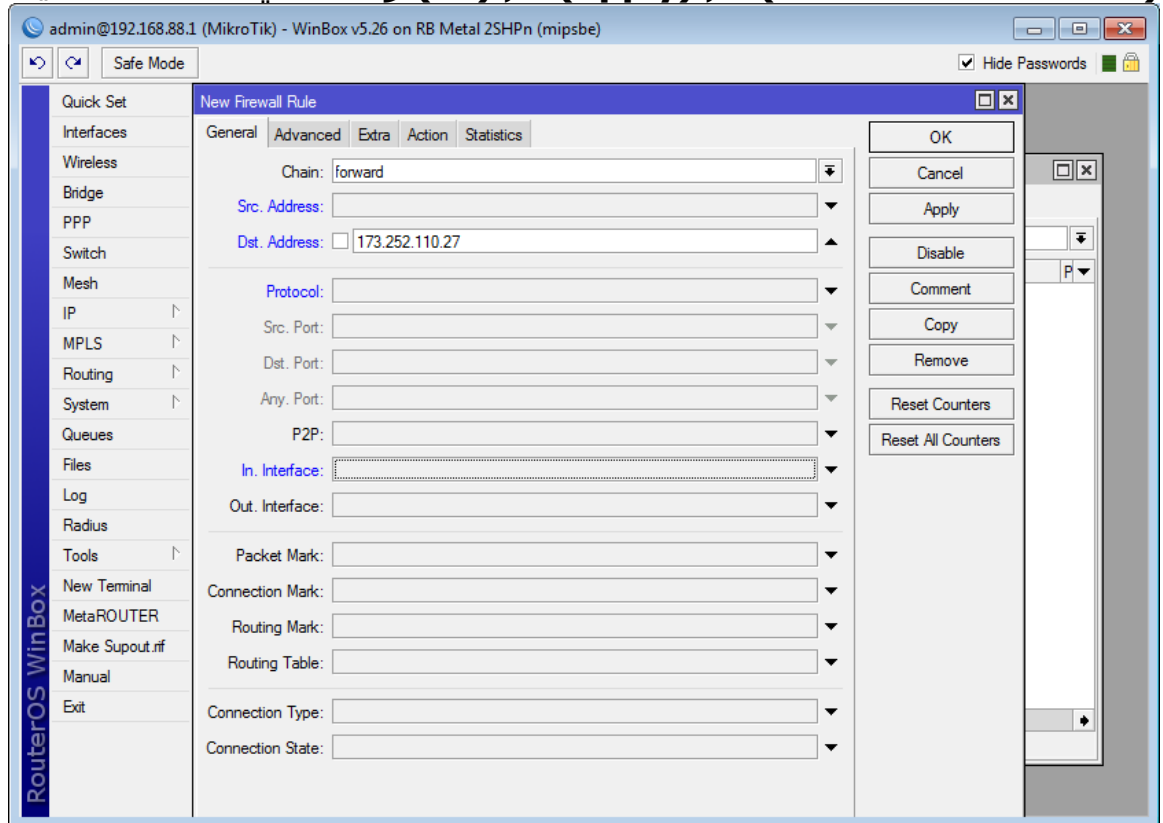 admin@192.168.88.1 (MikroTik) - WinBox v5.26 on RB Metal 2SHPn (mipsbe)
Safe Mode
Hide Passwords
Quick Set
Interfaces
Wireless
Bridge
PPP
Switch
Mesh
IP
MPLS
Routing
System
Queues
Files
Log
Radius
Tools
New Terminal
MetaROUTER
Make Supout.rif
Manual
Exit
RouterOS WinBox
New Firewall Rule
General Advanced Extra Action Statistics
Chain: forward
Src. Address:
Dst. Address: 173.252.110.27
Protocol:
Src. Port:
Dst. Port:
Any. Port:
P2P:
In. Interface:
Out. Interface:
Packet Mark:
Connection Mark:
Routing Mark:
Routing Table:
Connection Type:
Connection State:
OK
Cancel
Apply
Disable
Comment
Copy
Remove
Reset Counters
Reset All Counters
P